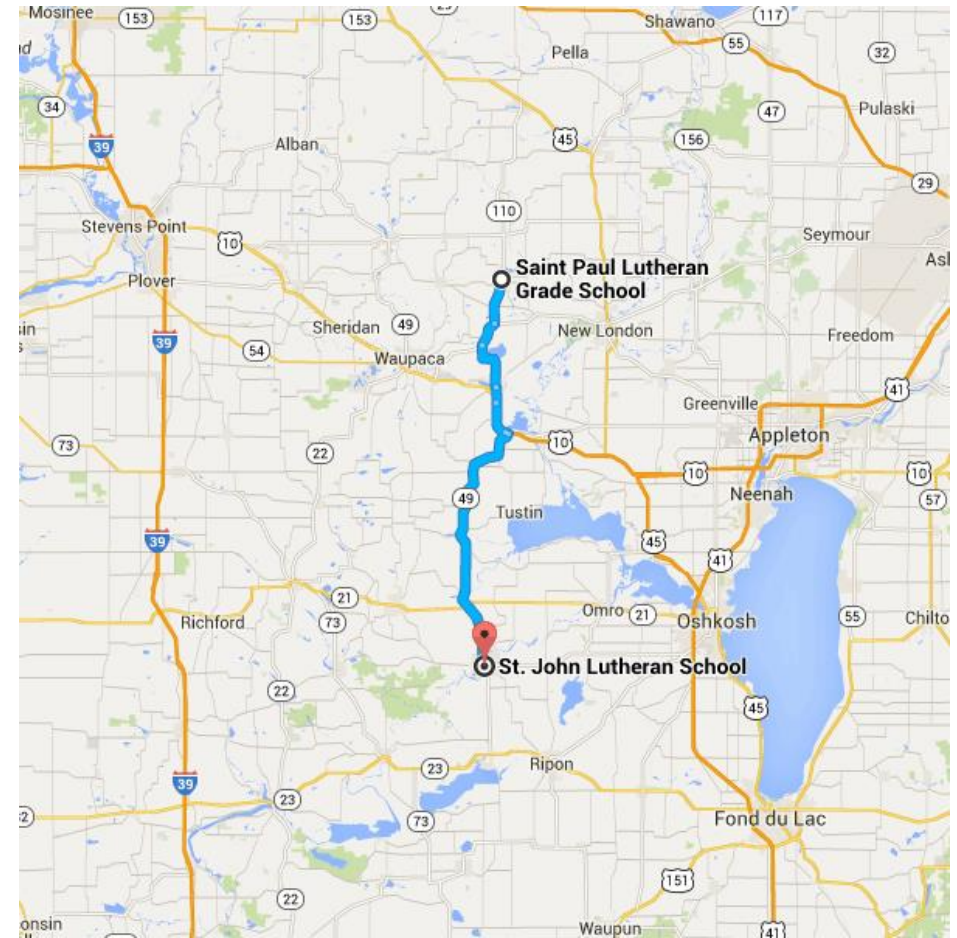 Mosinee
153
153
Shawano
117
55
Pella
32
34
47
Pulaski
39
Alban
45
156
29
110
Stevens Point
10
Seymour
Saint Paul Lutheran
Grade School
Plover
Sheridan
49
New London
Freedom
39
54
Waupaca
41
Greenville
Appleton
73
22
10
10
10
Neenah
57
49
Tustin
39
45
41
21
Richford
73
Omro
21
Oshkosh
55
Chilto
St. John Lutheran School
22
45
Ripon
23
39
23
73
Fond du Lac
151
22
onsin
Waupun
41